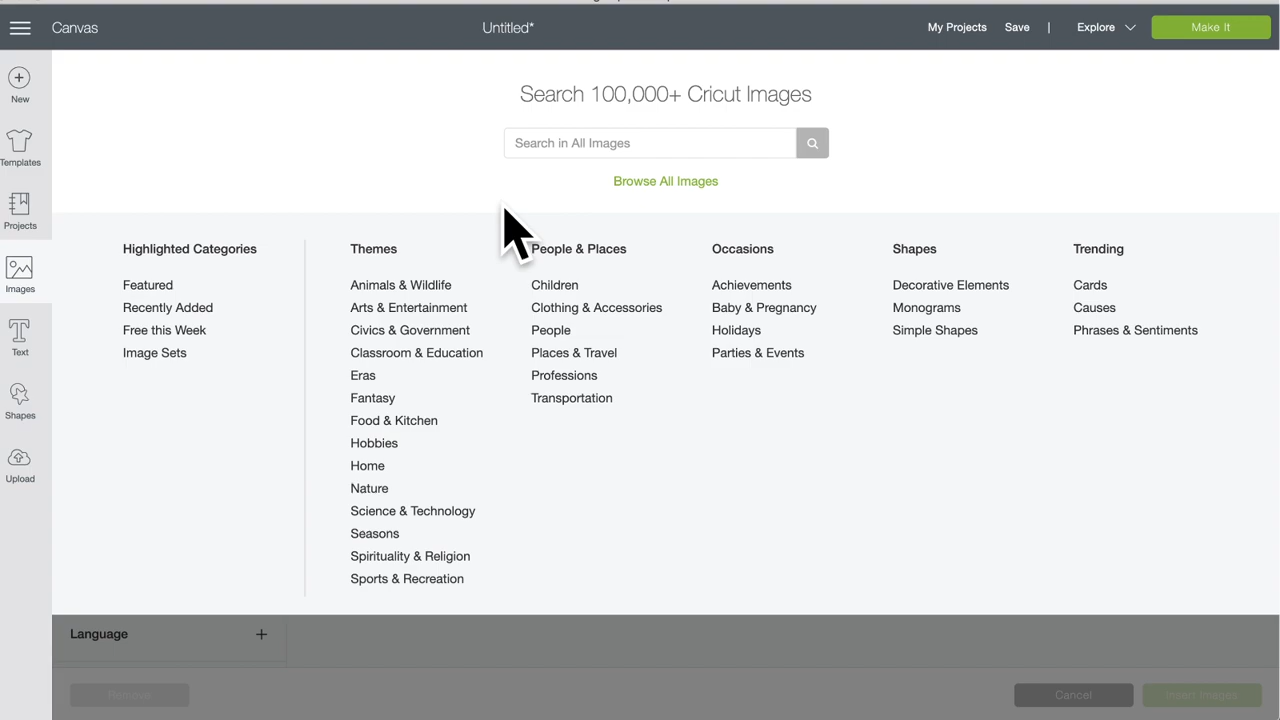 Canvas
Untitled*
My Projects
Save
|
Explore
Make It
New
Templates
Projects
Images
Text
Shapes
Upload
Search 100,000+ Cricut Images
Search in All Images
Browse All Images
Highlighted Categories
Featured
Recently Added
Free this Week
Image Sets
Themes
Animals & Wildlife
Arts & Entertainment
Civics & Government
Classroom & Education
Eras
Fantasy
Food & Kitchen
Hobbies
Home
Nature
Science & Technology
Seasons
Spirituality & Religion
Sports & Recreation
People & Places
Children
Clothing & Accessories
People
Places & Travel
Professions
Transportation
Occasions
Achievements
Baby & Pregnancy
Holidays
Parties & Events
Shapes
Decorative Elements
Monograms
Simple Shapes
Trending
Cards
Causes
Phrases & Sentiments
Language
Remove
Cancel
Insert Images